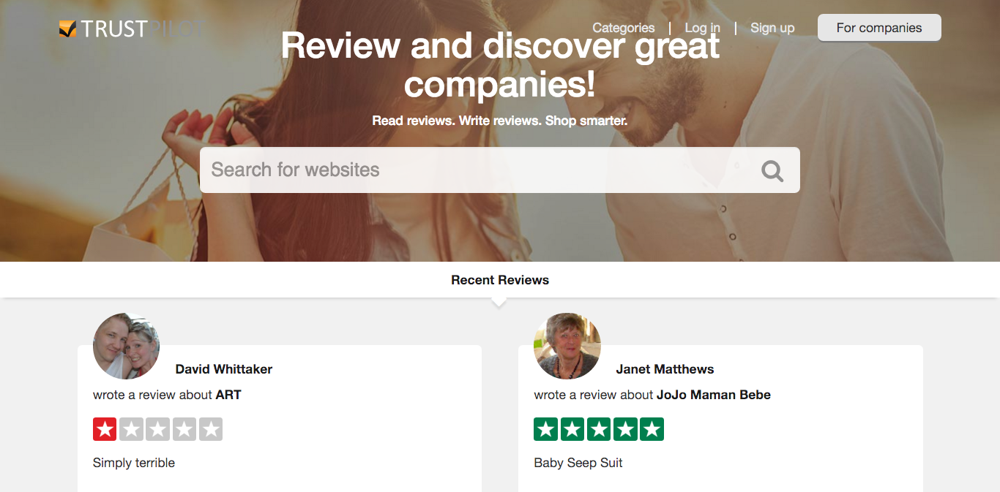 TRUSTPILOT
Categories | Log in | Sign up
For companies
Review and discover great
companies!
Read reviews. Write reviews. Shop smarter.
Search for websites
Recent Reviews
David Whittaker
wrote a review about ART
Simply terrible
Janet Matthews
wrote a review about JoJo Maman Bebe
Baby Seep Suit